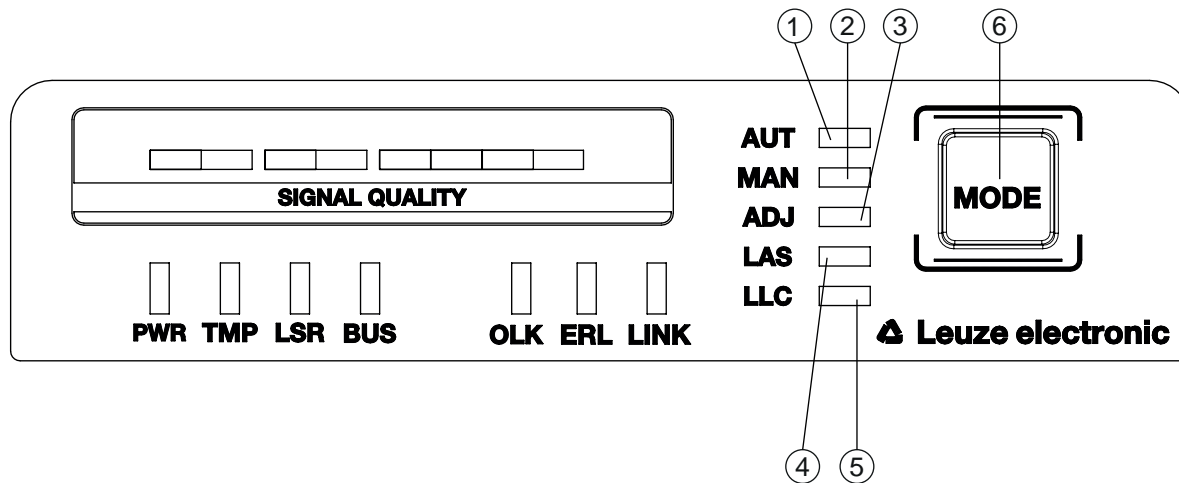 1 2 3 6
AUT
MAN
ADJ
LAS
LLC
MODE
SIGNAL QUALITY
PWR TMP LSR BUS OLK ERL LINK
Leuze electronic
4 5